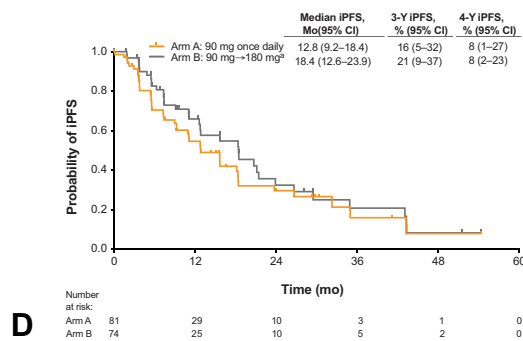 Median iPFS, 3-Y iPFS, 4-Y iPFS,
Mo(95% CI) % (95% CI) % (95% CI)
Arm A: 90 mg once daily 12.8 (9.2–18.4) 16 (5–32) 8 (1–27)
Arm B: 90 mg→180 mgᵃ 18.4 (12.6–23.9) 21 (9–37) 8 (2–23)
1.0
0.8
0.6
0.4
0.2
0.0
Probability of iPFS
0 12 24 36 48 60
Time (mo)
Number
at risk:
Arm A 81 29 10 3 1 0
Arm B 74 25 10 5 2 0
D